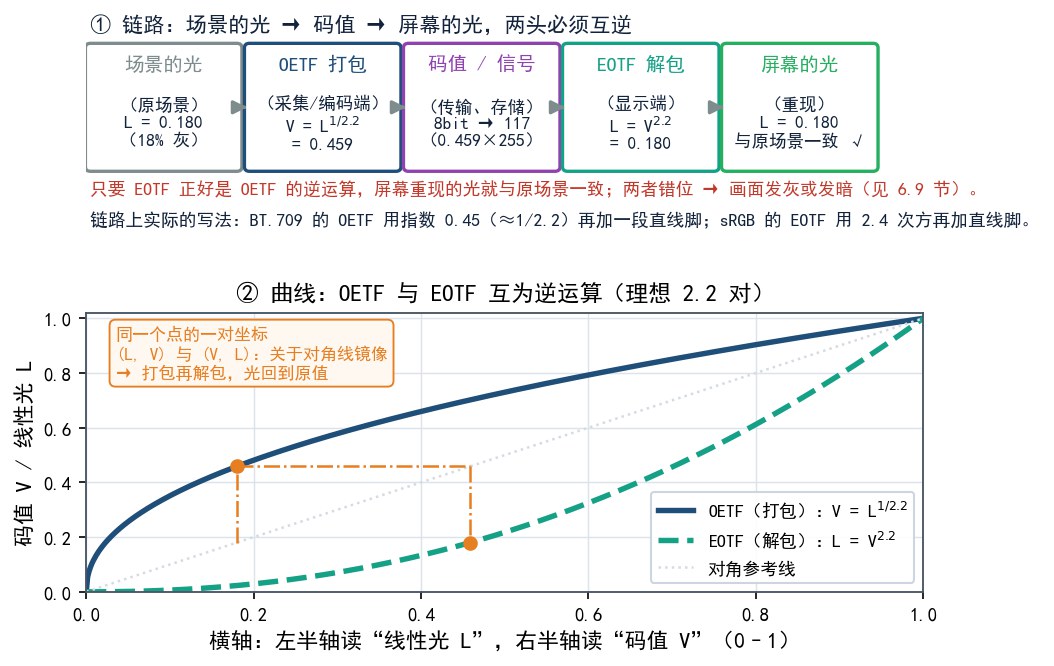 ① 链路：场景的光 → 码值 → 屏幕的光，两头必须互逆
场景的光
（原场景）
L = 0.180
（18% 灰）
OETF 打包
（采集/编码端）
V = L^1/2.2
= 0.459
码值 / 信号
（传输、存储）
8bit → 117
（0.459×255）
EOTF 解包
（显示端）
L = V^2.2
= 0.180
屏幕的光
（重现）
L = 0.180
与原场景一致 ✓
只要 EOTF 正好是 OETF 的逆运算，屏幕重现的光就与原场景一致；两者错位 → 画面发灰或发暗（见 6.9 节）。
链路上实际的写法：BT.709 的 OETF 用指数 0.45（≈1/2.2）再加一段直线脚；sRGB 的 EOTF 用 2.4 次方再加直线脚。
② 曲线：OETF 与 EOTF 互为逆运算（理想 2.2 对）
同一个点的一对坐标
(L, V) 与 (V, L)：关于对角线镜像
→ 打包再解包，光回到原值
码值 V / 线性光 L
1.0
0.8
0.6
0.4
0.2
0.0
OETF（打包）：V = L^1/2.2
EOTF（解包）：L = V^2.2
对角参考线
0.0 0.2 0.4 0.6 0.8 1.0
横轴：左半轴读“线性光 L”，右半轴读“码值 V”（0-1）